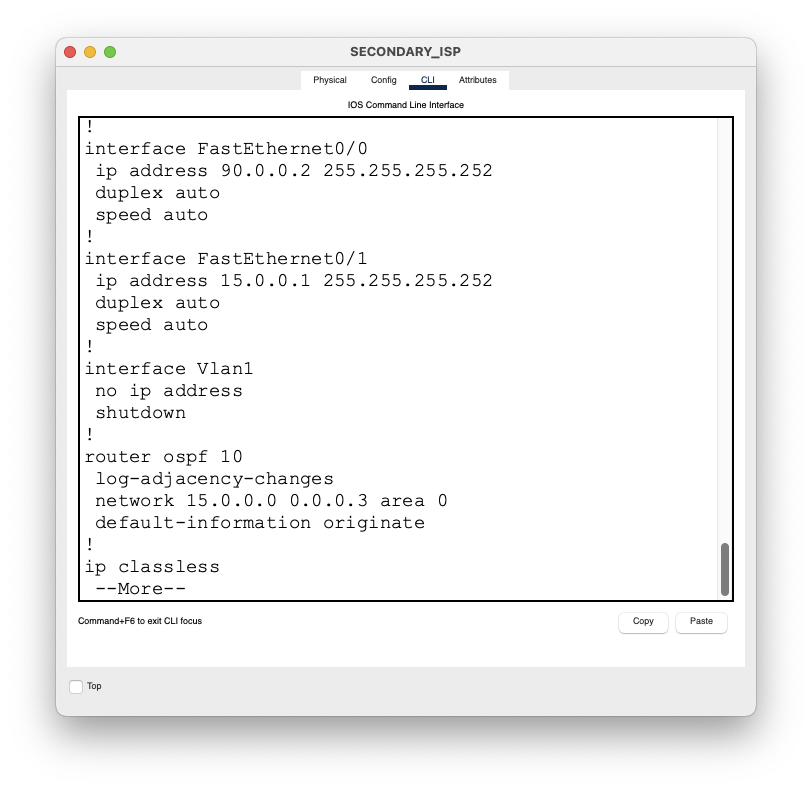 SECONDARY_ISP
Physical Config CLI Attributes
IOS Command Line Interface
!
interface FastEthernet0/0
 ip address 90.0.0.2 255.255.255.252
 duplex auto
 speed auto
!
interface FastEthernet0/1
 ip address 15.0.0.1 255.255.255.252
 duplex auto
 speed auto
!
interface Vlan1
 no ip address
 shutdown
!
router ospf 10
 log-adjacency-changes
 network 15.0.0.0 0.0.0.3 area 0
 default-information originate
!
ip classless
 --More--
Command+F6 to exit CLI focus
Copy Paste
Top